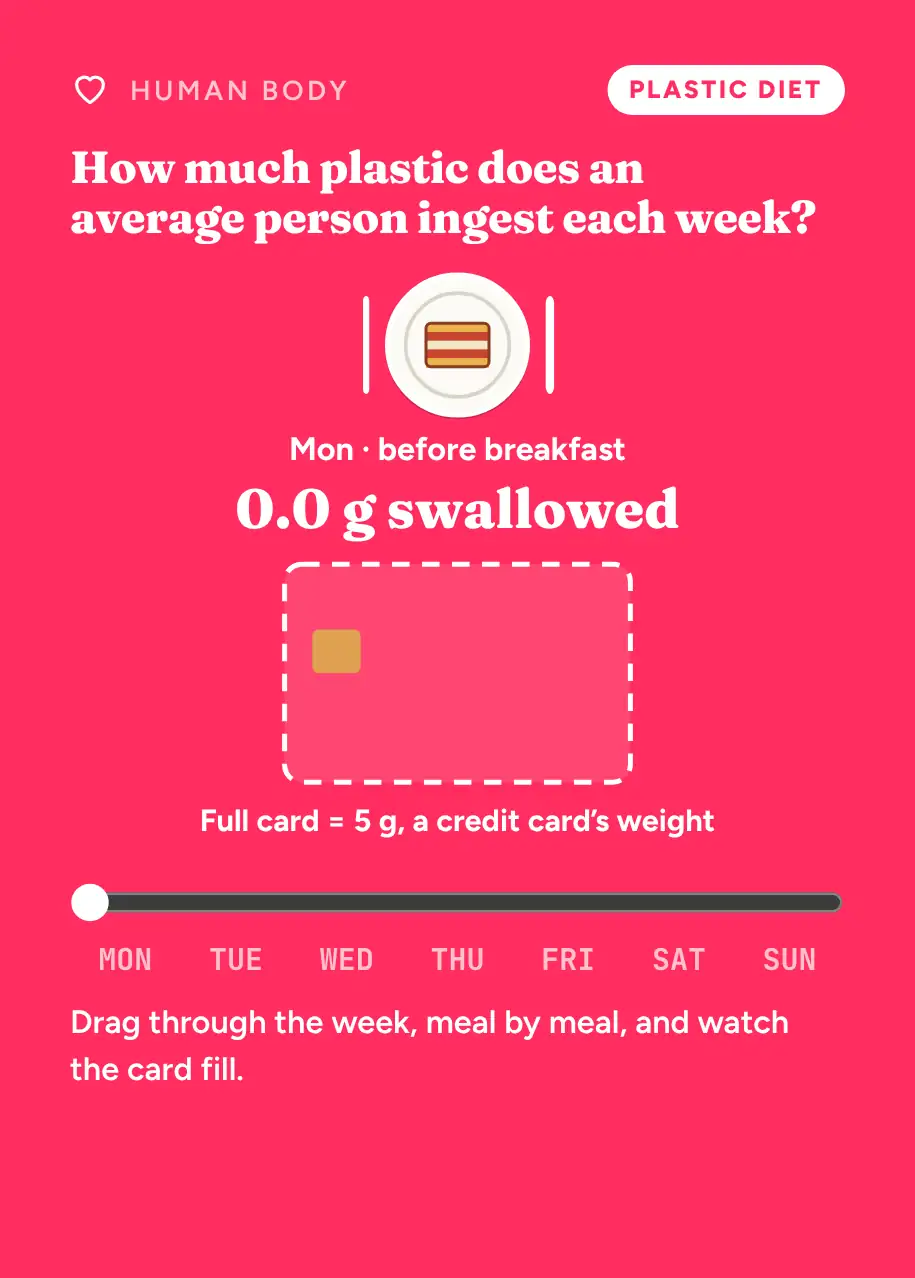 HUMAN BODY
PLASTIC DIET
How much plastic does an
average person ingest each week?
Mon · before breakfast
0.0 g swallowed
Full card = 5 g, a credit card’s weight
MON TUE WED THU FRI SAT SUN
Drag through the week, meal by meal, and watch
the card fill.